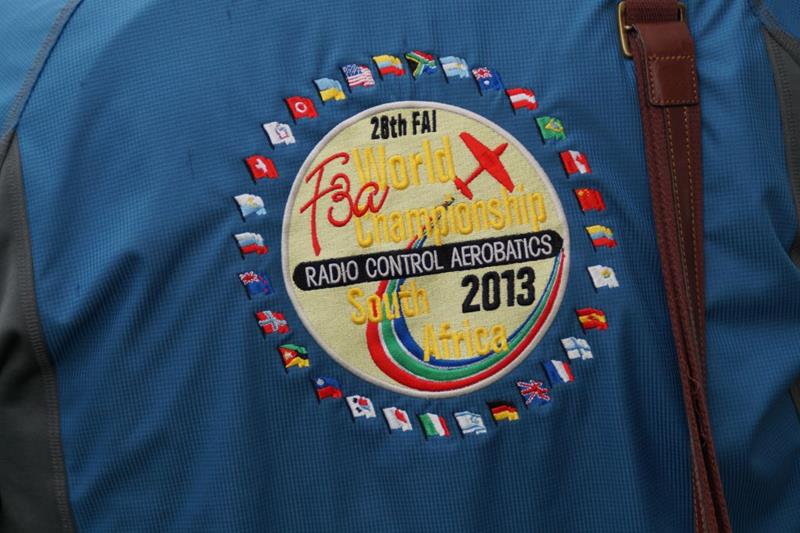 28th FAI
F3a World
Championship
RADIO CONTROL AEROBATICS
South 2013
Africa